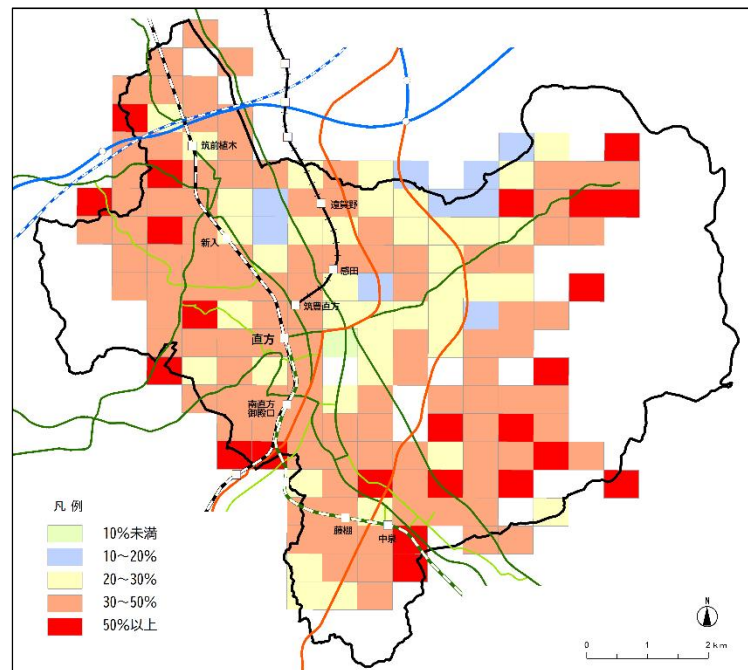 筑前植木
遠賀野
新入
感田
筑豊直方
直方
南直方
御殿口
藤棚
中泉
凡 例
10%未満
10～20%
20～30%
30～50%
50%以上
N
0 1 2 km